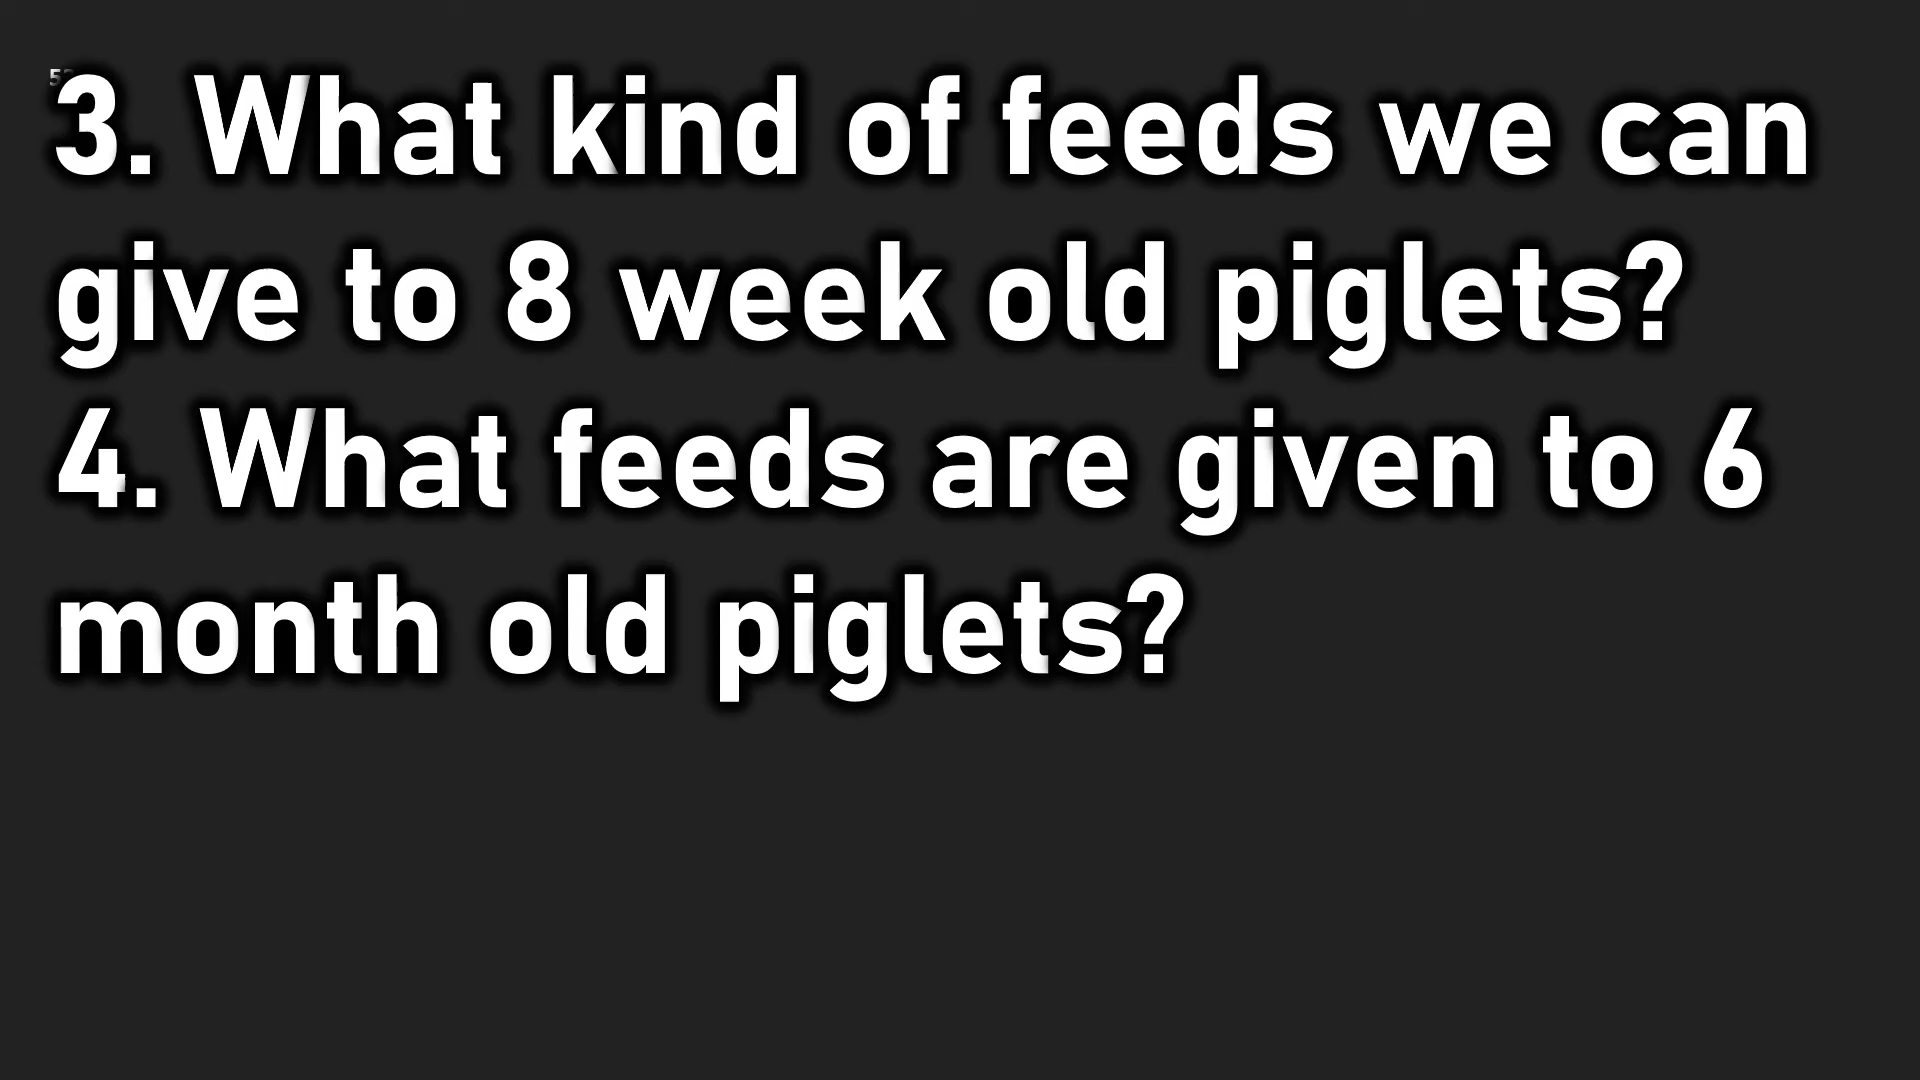 3. What kind of feeds we can
give to 8 week old piglets?
4. What feeds are given to 6
month old piglets?